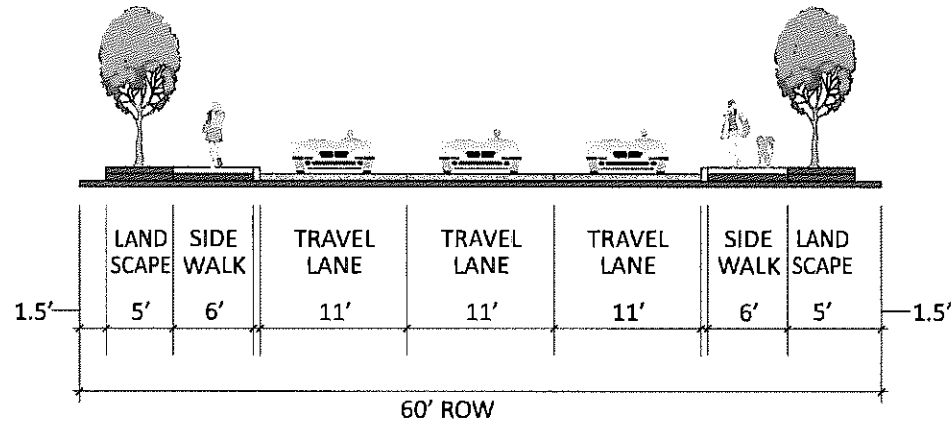 LAND SIDE TRAVEL TRAVEL TRAVEL SIDE LAND
SCAPE WALK LANE LANE LANE WALK SCAPE
1.5' 5' 6' 11' 11' 11' 6' 5' 1.5'
60' ROW